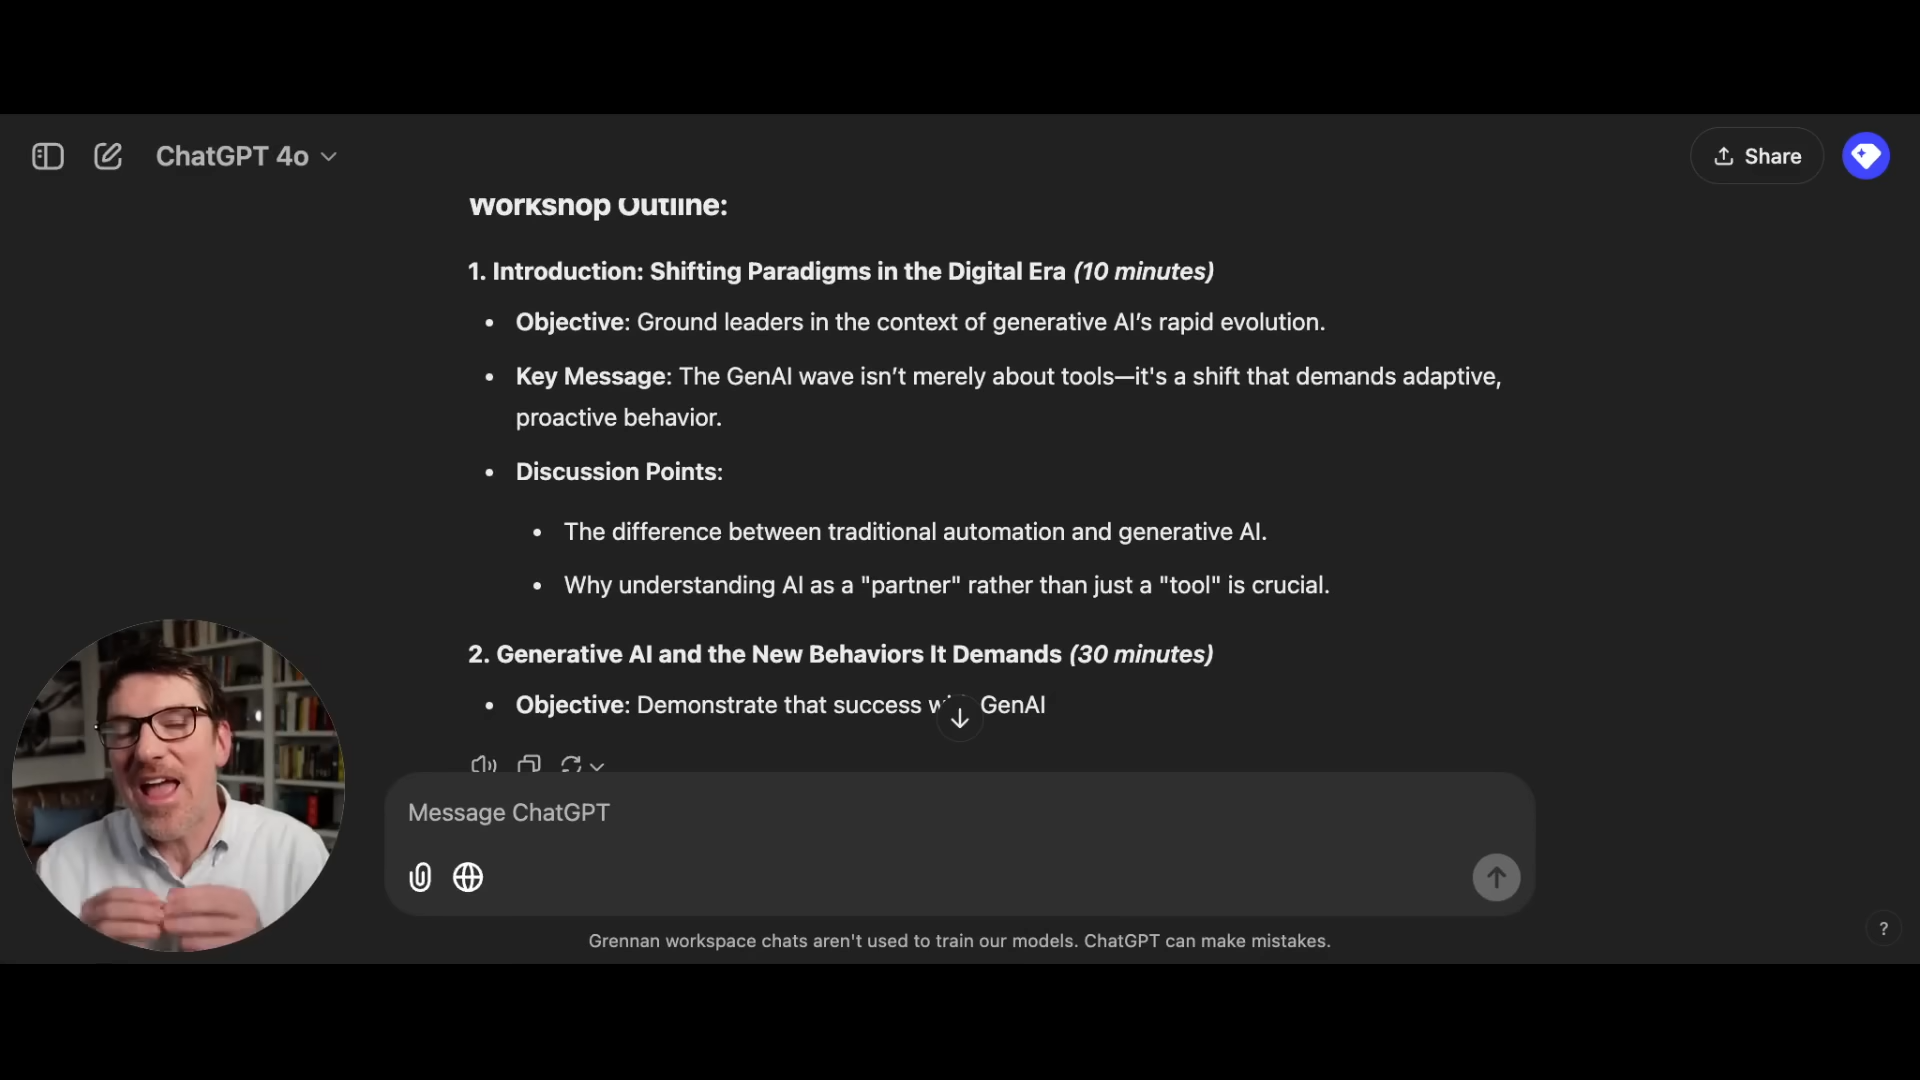 ChatGPT 4o
Share
Workshop Outline:
1. Introduction: Shifting Paradigms in the Digital Era (10 minutes)
• Objective: Ground leaders in the context of generative AI’s rapid evolution.
• Key Message: The GenAI wave isn’t merely about tools—it's a shift that demands adaptive,
proactive behavior.
• Discussion Points:
• The difference between traditional automation and generative AI.
• Why understanding AI as a "partner" rather than just a "tool" is crucial.
2. Generative AI and the New Behaviors It Demands (30 minutes)
• Objective: Demonstrate that success GenAI
Message ChatGPT
Grennan workspace chats aren't used to train our models. ChatGPT can make mistakes.
?